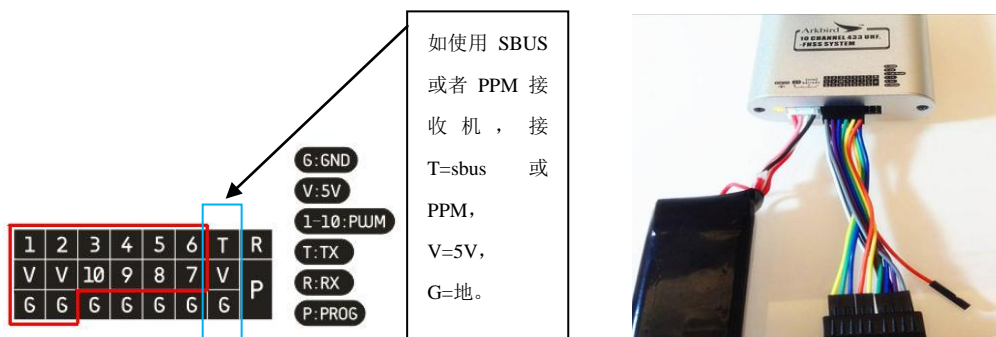 如使用 SBUS
或者 PPM 接
收 机 ， 接
T=sbus 或
PPM，
V=5V，
G=地。
G:GND
V:5V
1-10:PWM
T:TX
R:RX
P:PROG
1 2 3 4 5 6 T R
V V 10 9 8 7 V P
G G G G G G G
Arkbird
10 CHANNEL 433 UHF.
-FHSS SYSTEM